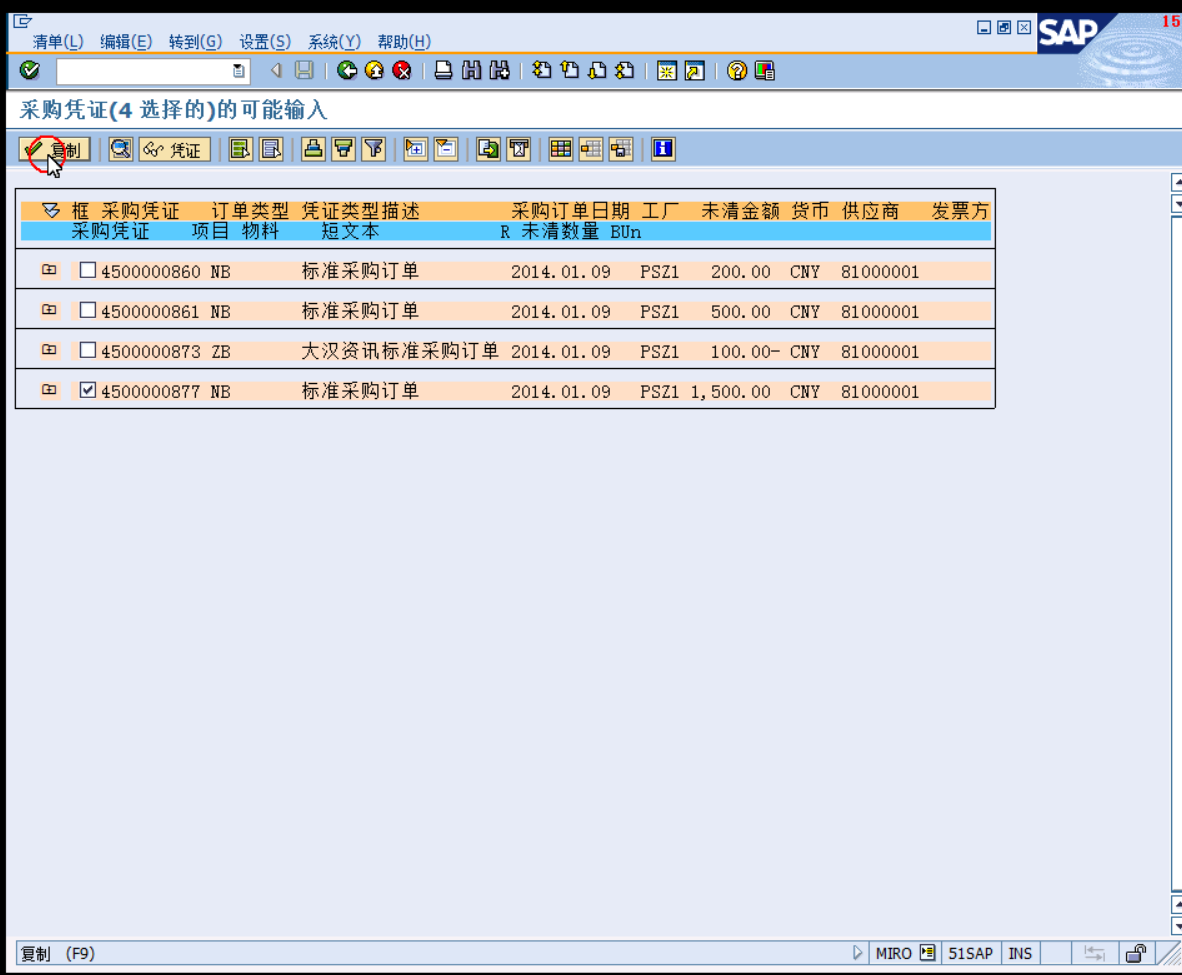 15
清单(L) 编辑(E) 转到(G) 设置(S) 系统(Y) 帮助(H)
SAP
采购凭证(4 选择的)的可能输入
复制 凭证
框 采购凭证 订单类型 凭证类型描述 采购订单日期 工厂 未清金额 货币 供应商 发票方
采购凭证 项目 物料 短文本 R 未清数量 BUn
4500000860 NB 标准采购订单 2014.01.09 PSZ1 200.00 CNY 81000001
4500000861 NB 标准采购订单 2014.01.09 PSZ1 500.00 CNY 81000001
4500000873 ZB 大汉资讯标准采购订单 2014.01.09 PSZ1 100.00- CNY 81000001
4500000877 NB 标准采购订单 2014.01.09 PSZ1 1,500.00 CNY 81000001
复制 (F9) MIRO 51SAP INS